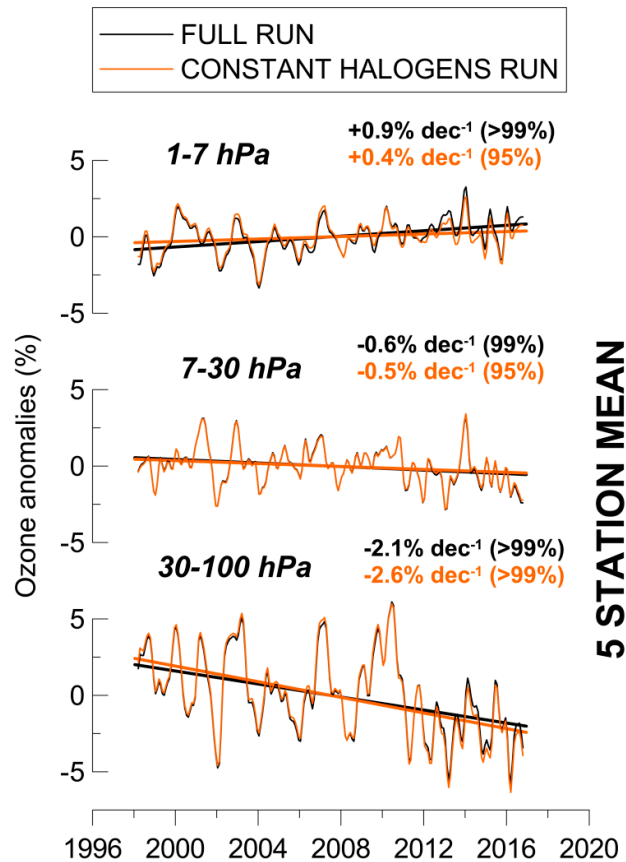 FULL RUN
CONSTANT HALOGENS RUN
1-7 hPa
+0.9% dec⁻¹ (>99%)
+0.4% dec⁻¹ (95%)
5
0
-5
7-30 hPa
-0.6% dec⁻¹ (99%)
-0.5% dec⁻¹ (95%)
5
0
-5
30-100 hPa
-2.1% dec⁻¹ (>99%)
-2.6% dec⁻¹ (>99%)
5
0
-5
Ozone anomalies (%)
5 STATION MEAN
1996 2000 2004 2008 2012 2016 2020